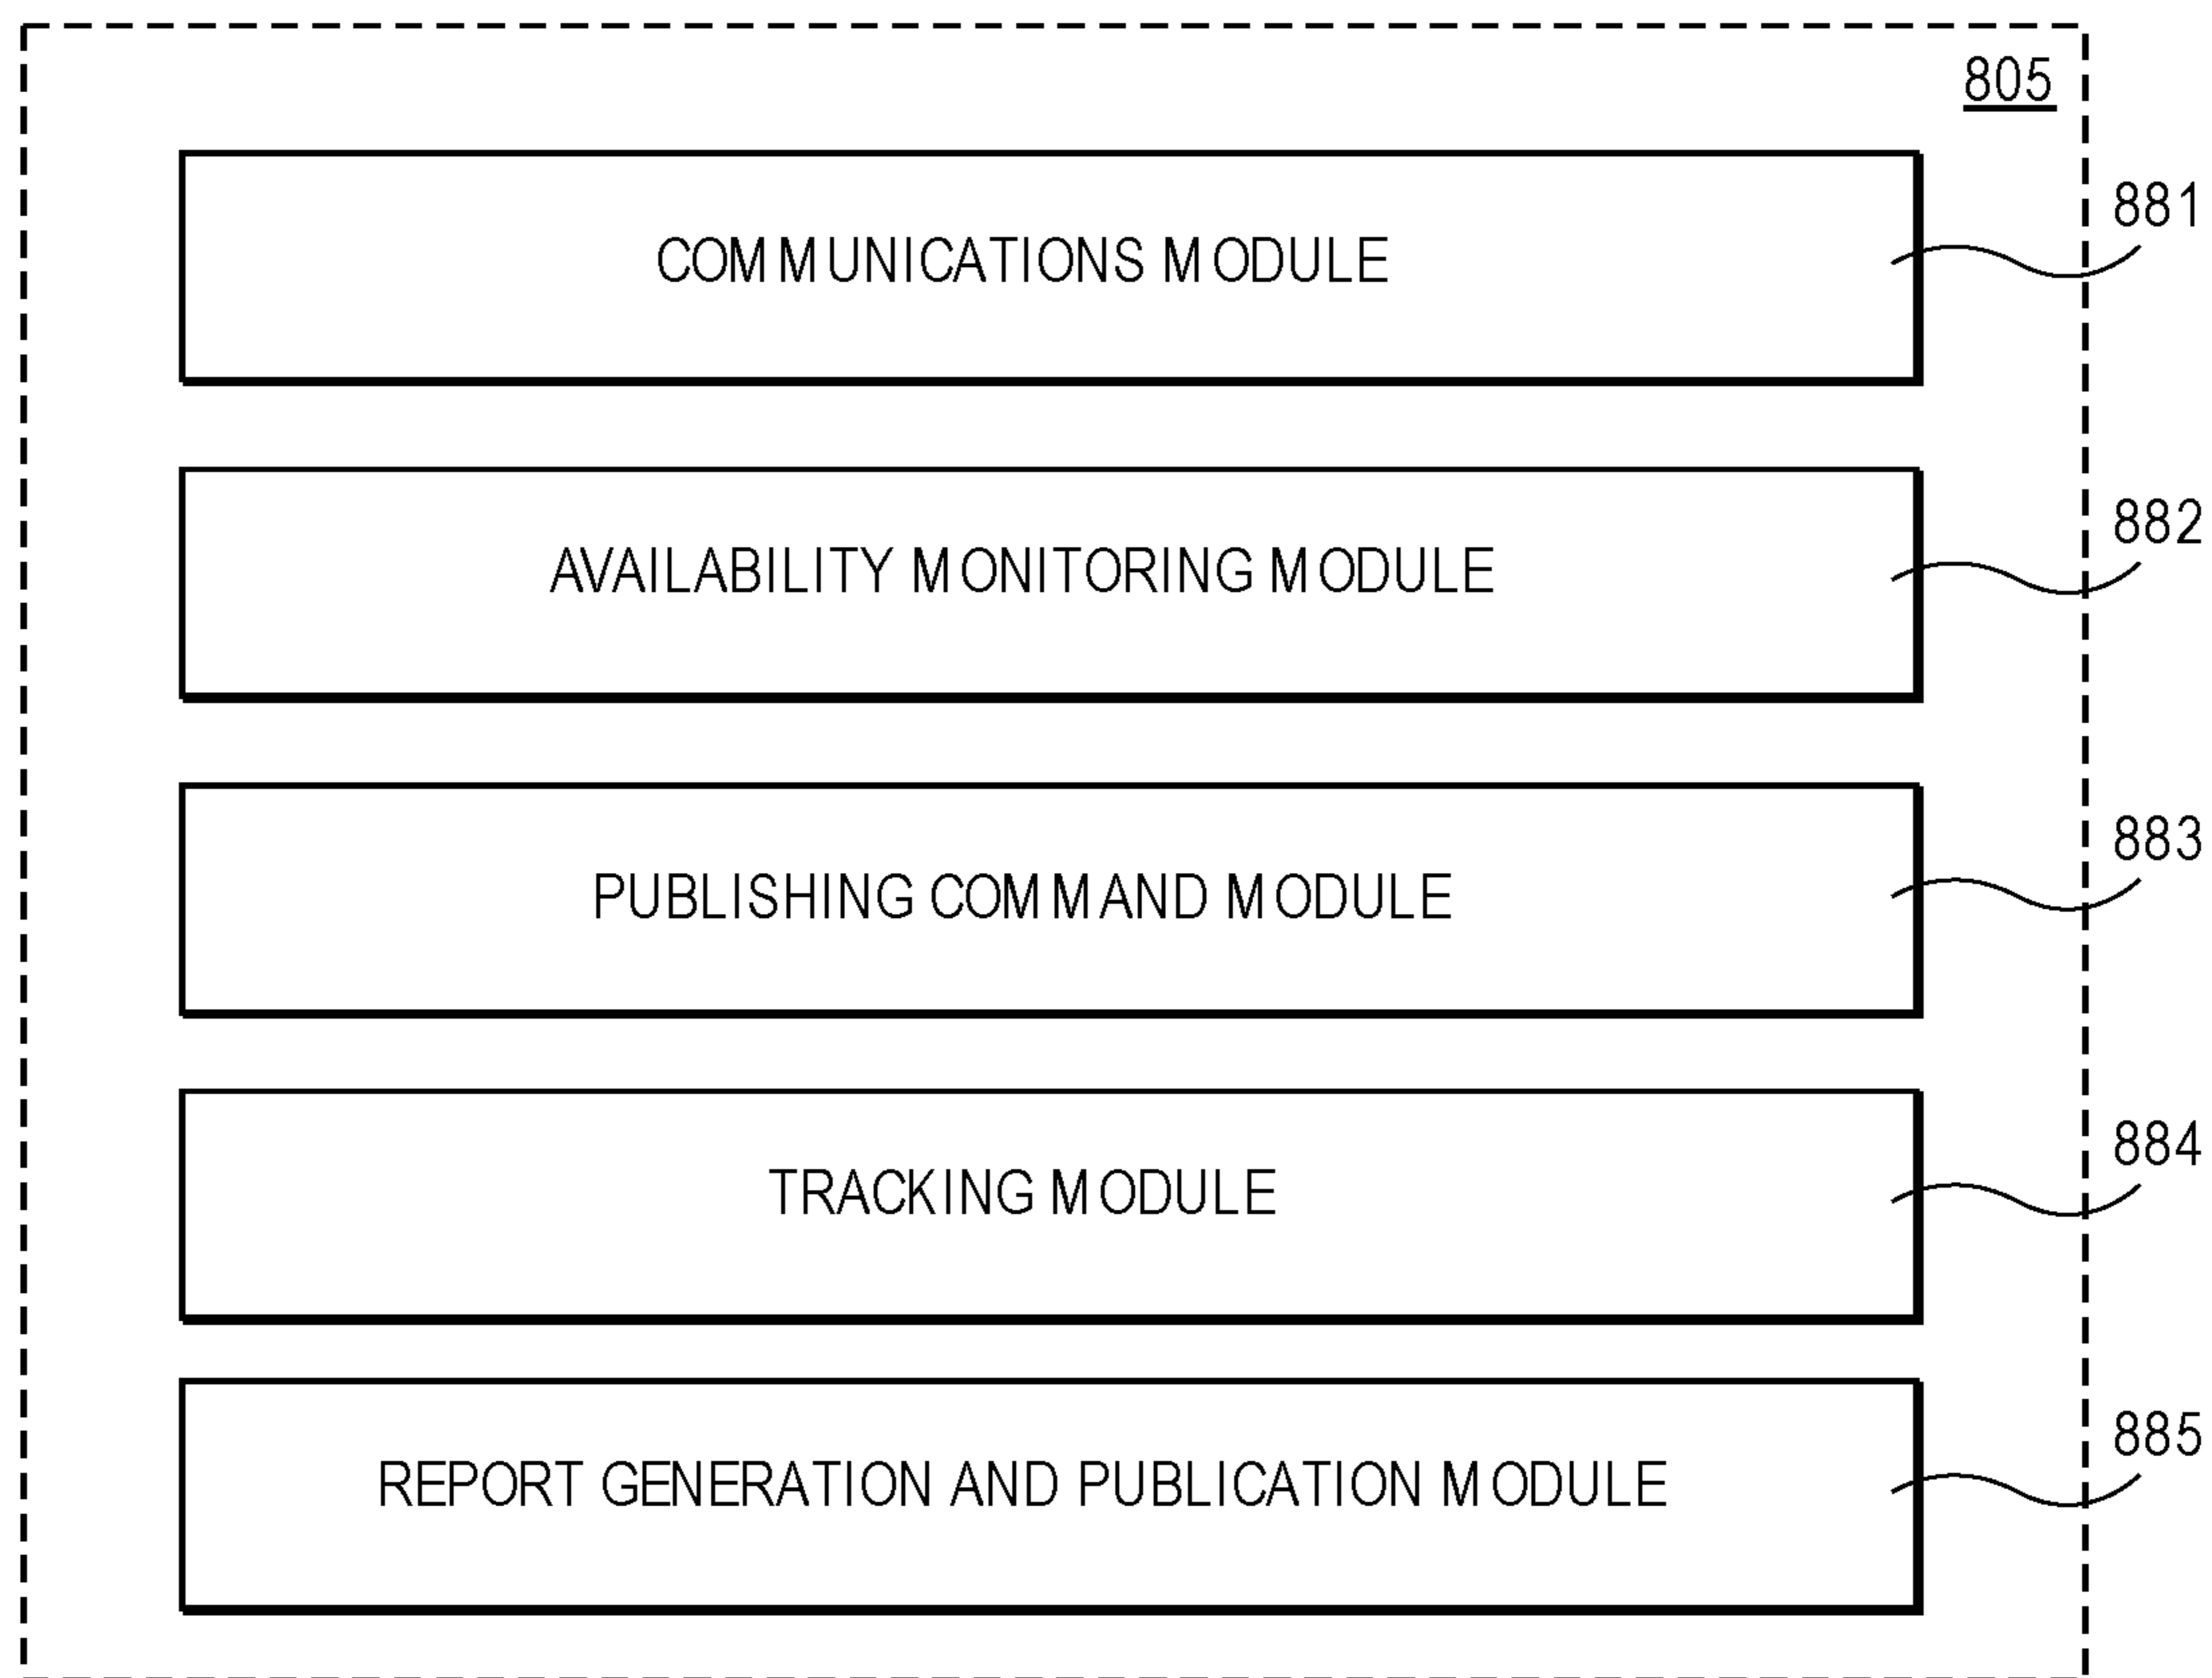 805
COMMUNICATIONS MODULE
881
AVAILABILITY MONITORING MODULE
882
PUBLISHING COMMAND MODULE
883
TRACKING MODULE
884
REPORT GENERATION AND PUBLICATION MODULE
885